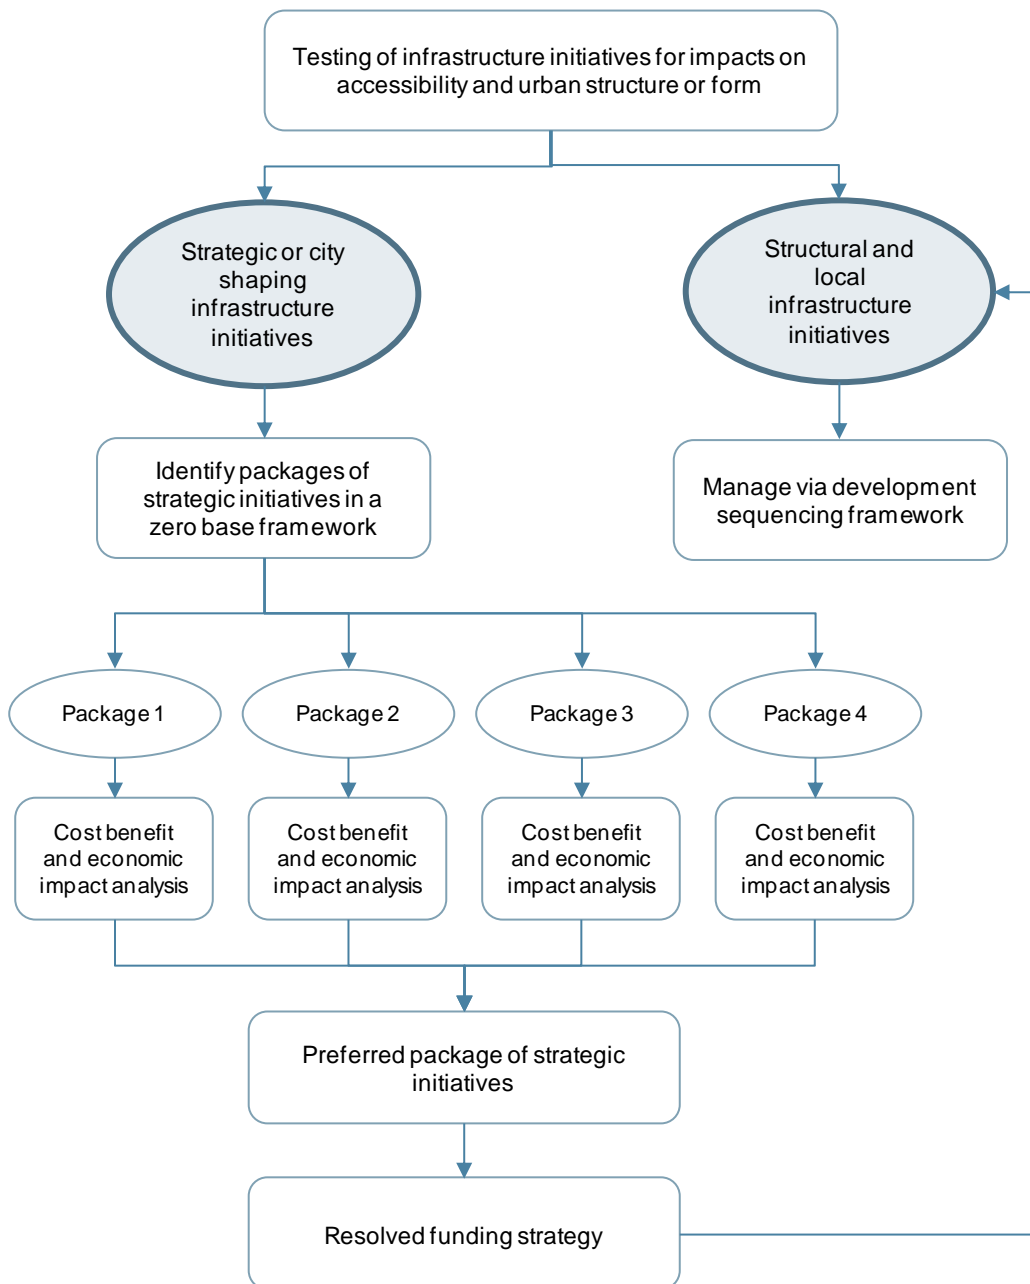 Testing of infrastructure initiatives for impacts on
accessibility and urban structure or form
Strategic or city
shaping
infrastructure
initiatives
Structural and
local
infrastructure
initiatives
Identify packages of
strategic initiatives in a
zero base framework
Manage via development
sequencing framework
Package 1
Package 2
Package 3
Package 4
Cost benefit
and economic
impact analysis
Cost benefit
and economic
impact analysis
Cost benefit
and economic
impact analysis
Cost benefit
and economic
impact analysis
Preferred package of strategic
initiatives
Resolved funding strategy